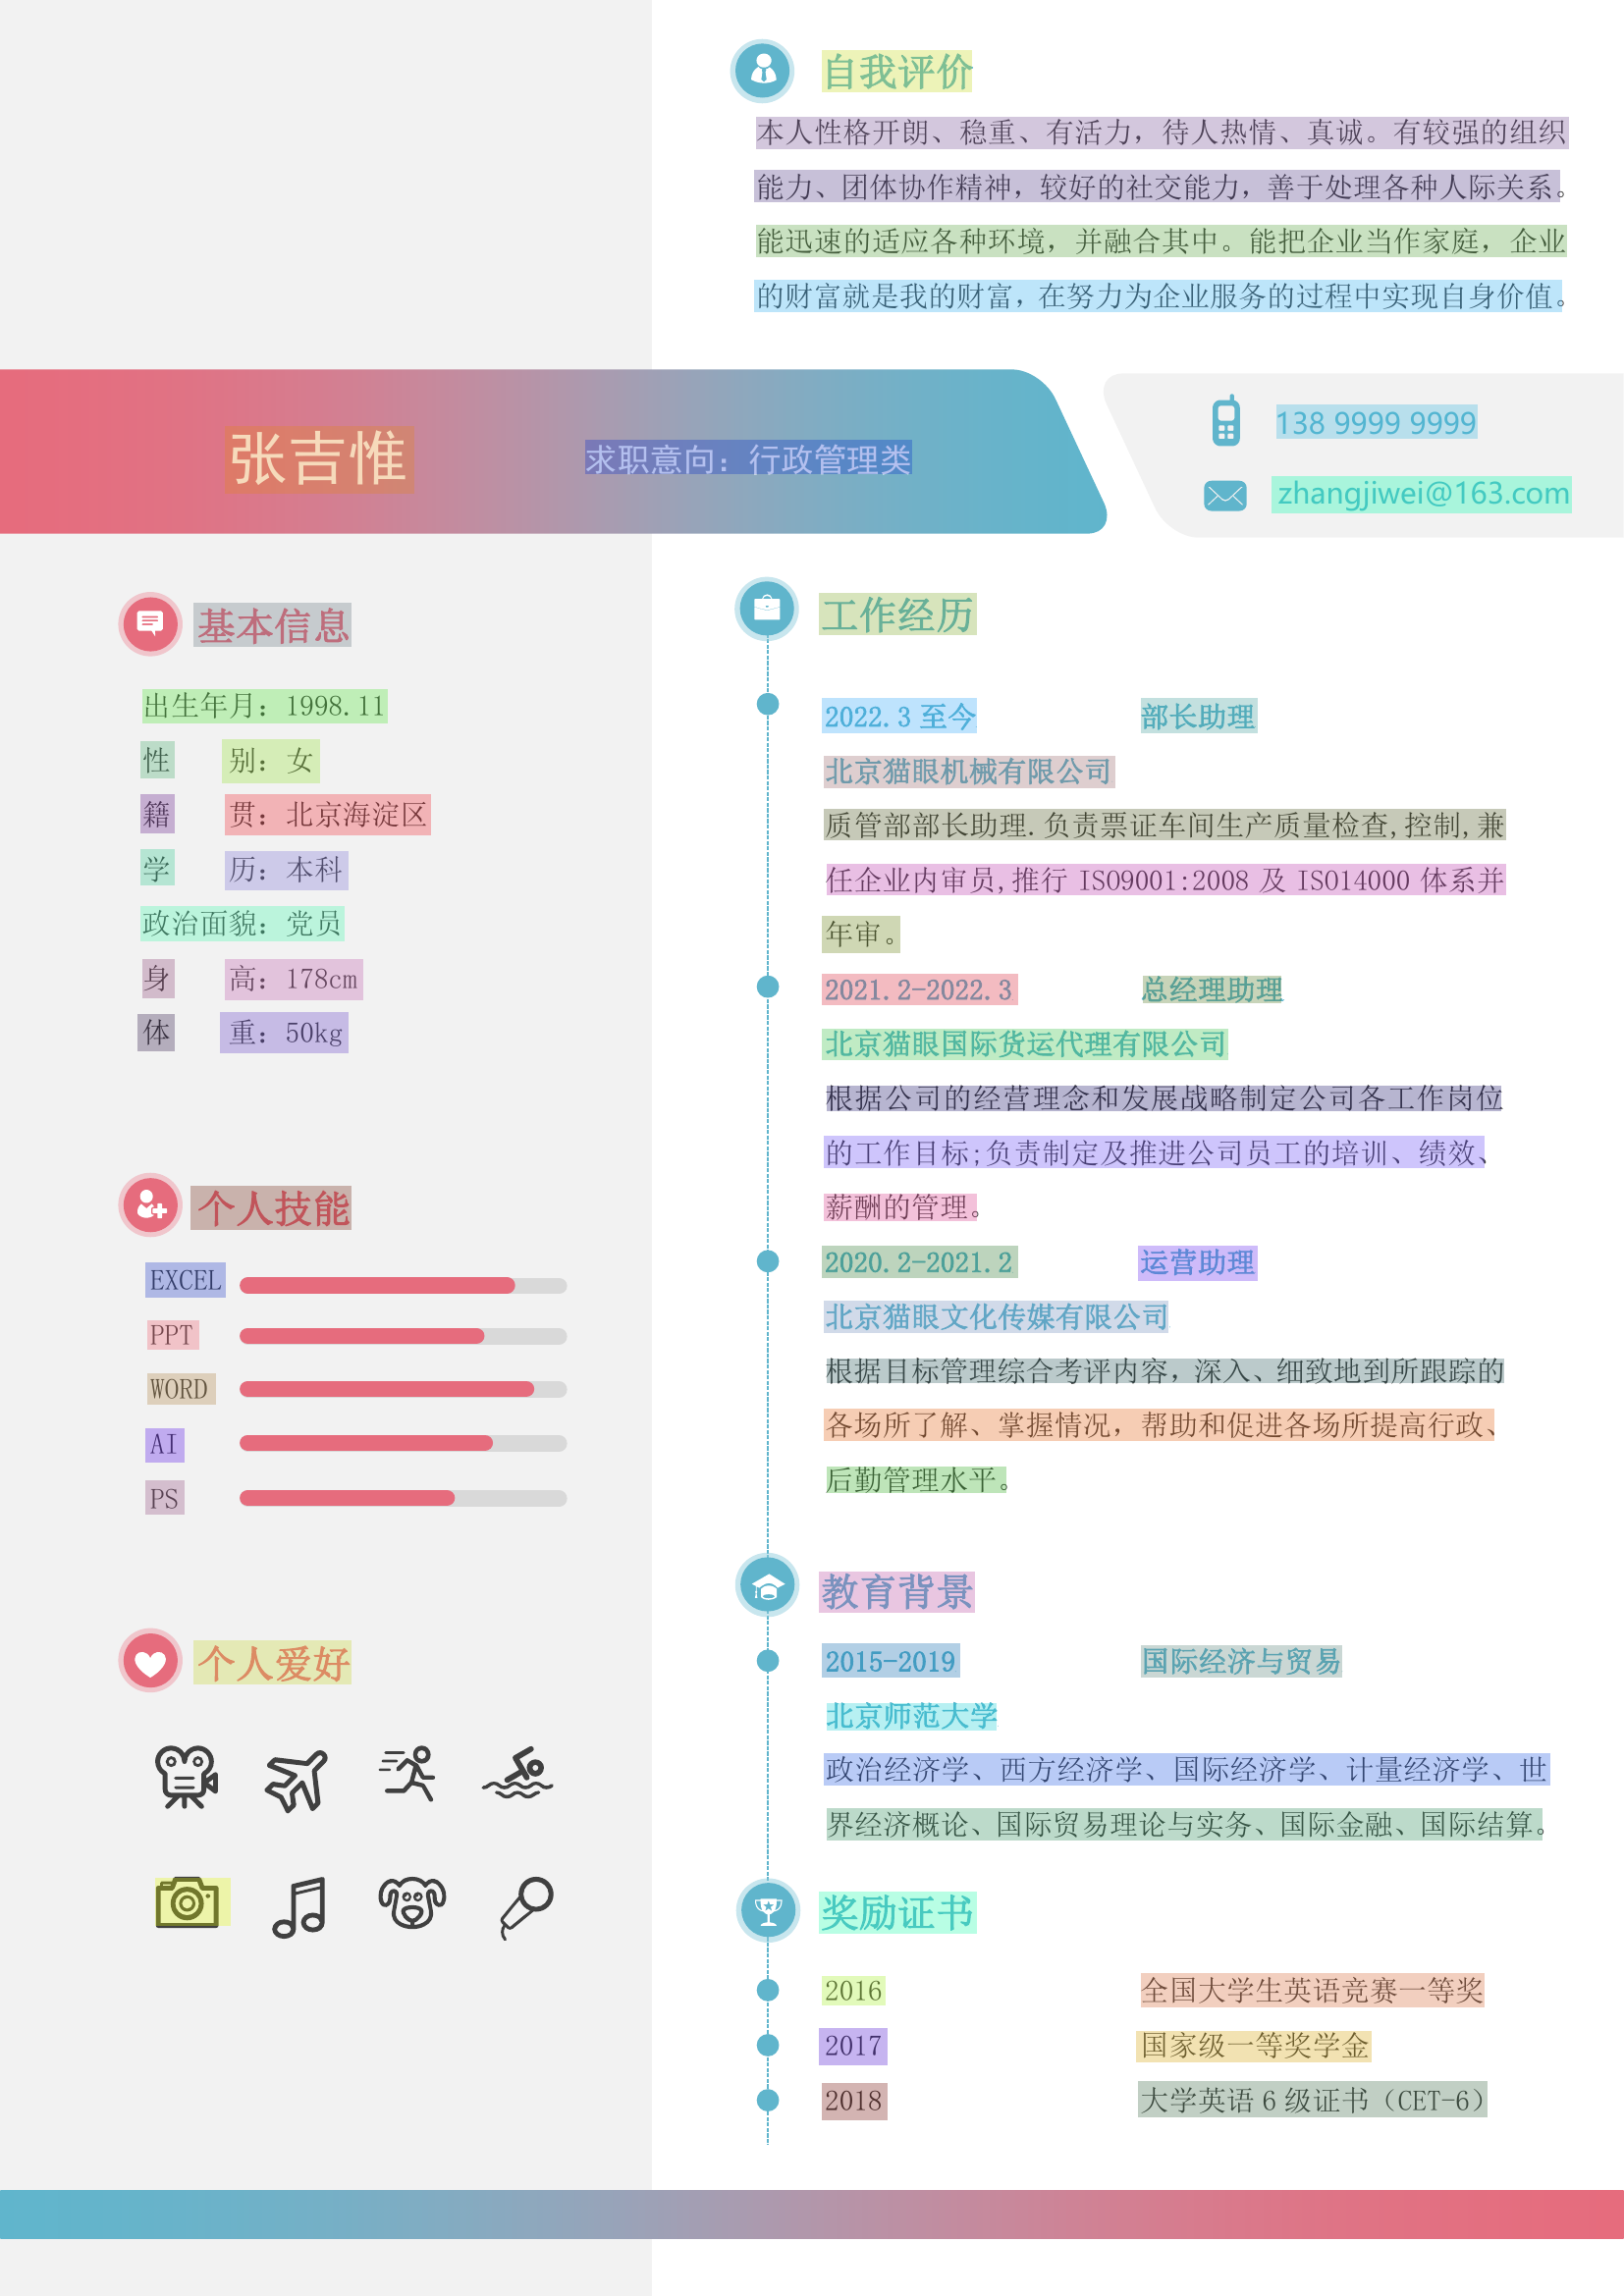 自我评价
本人性格开朗、稳重、有活力，待人热情、真诚。有较强的组织
能力、团体协作精神，较好的社交能力，善于处理各种人际关系。
能迅速的适应各种环境，并融合其中。能把企业当作家庭，企业
的财富就是我的财富，在努力为企业服务的过程中实现自身价值。
张吉惟
求职意向：行政管理类
138 9999 9999
zhangjiwei@163.com
基本信息
出生年月：1998.11
性 别：女
籍 贯：北京海淀区
学 历：本科
政治面貌：党员
身 高：178cm
体 重：50kg
个人技能
EXCEL
PPT
WORD
AI
PS
个人爱好
工作经历
2022.3 至今 部长助理
北京猫眼机械有限公司
质管部部长助理.负责票证车间生产质量检查,控制,兼
任企业内审员,推行 ISO9001:2008 及 ISO14000 体系并
年审。
2021.2-2022.3 总经理助理
北京猫眼国际货运代理有限公司
根据公司的经营理念和发展战略制定公司各工作岗位
的工作目标;负责制定及推进公司员工的培训、绩效、
薪酬的管理。
2020.2-2021.2 运营助理
北京猫眼文化传媒有限公司
根据目标管理综合考评内容，深入、细致地到所跟踪的
各场所了解、掌握情况，帮助和促进各场所提高行政、
后勤管理水平。
教育背景
2015-2019 国际经济与贸易
北京师范大学
政治经济学、西方经济学、国际经济学、计量经济学、世
界经济概论、国际贸易理论与实务、国际金融、国际结算。
奖励证书
2016 全国大学生英语竞赛一等奖
2017 国家级一等奖学金
2018 大学英语 6 级证书（CET-6）